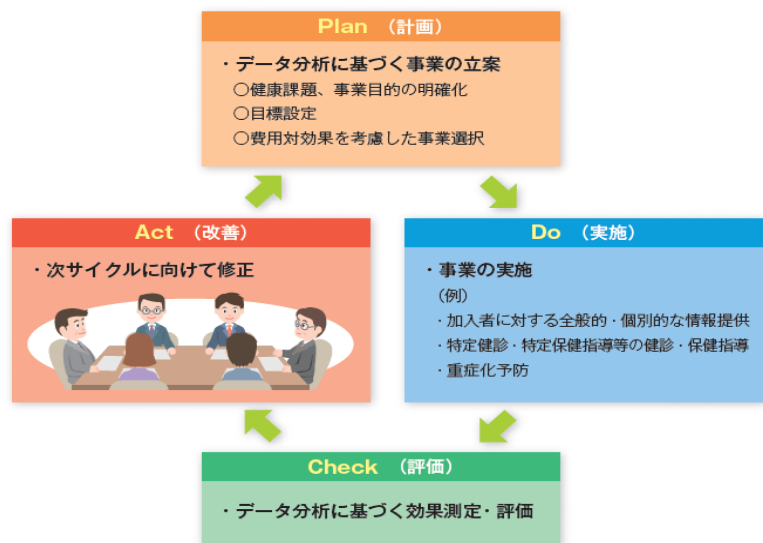 Plan （計画）
・データ分析に基づく事業の立案
○健康課題、事業目的の明確化
○目標設定
○費用対効果を考慮した事業選択
Act （改善）
・次サイクルに向けて修正
Do （実施）
・事業の実施
（例）
・加入者に対する全般的・個別的な情報提供
・特定健診・特定保健指導等の健診・保健指導
・重症化予防
Check （評価）
・データ分析に基づく効果測定・評価